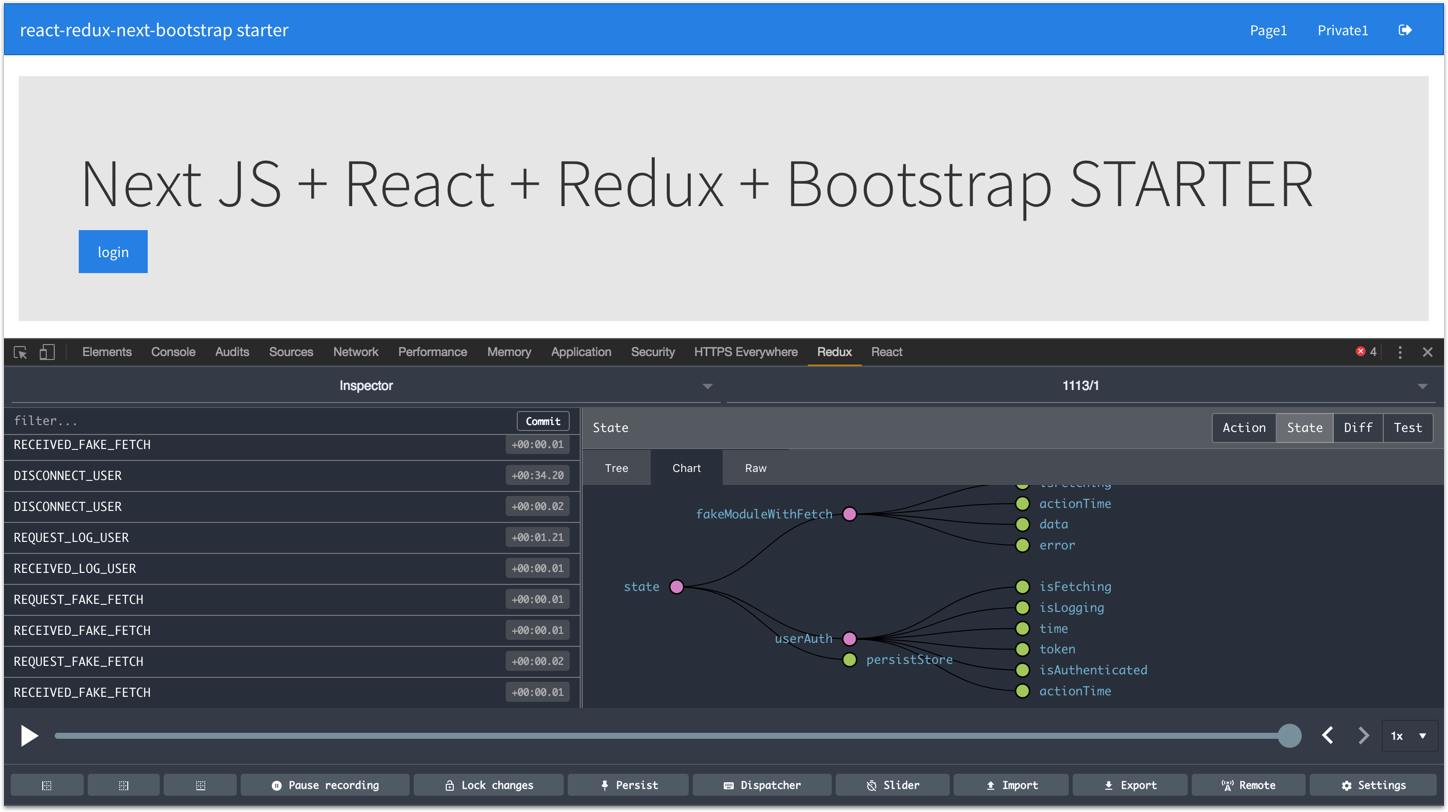 react-redux-next-bootstrap starter Page1 Private1
Next JS + React + Redux + Bootstrap STARTER
login
Elements Console Audits Sources Network Performance Memory Application Security HTTPS Everywhere Redux React 4
Inspector 1113/1
filter... Commit
State Action State Diff Test
Tree Chart Raw
RECEIVED_FAKE_FETCH +00:00.01
DISCONNECT_USER +00:34.20
DISCONNECT_USER +00:00.02
REQUEST_LOG_USER +00:01.21
RECEIVED_LOG_USER +00:00.01
REQUEST_FAKE_FETCH +00:00.01
RECEIVED_FAKE_FETCH +00:00.01
REQUEST_FAKE_FETCH +00:00.02
RECEIVED_FAKE_FETCH +00:00.01
isFetching
fakeModuleWithFetch
actionTime
data
error
state
isFetching
isLogging
time
userAuth
token
persistStore
isAuthenticated
actionTime
1x
Pause recording Lock changes Persist Dispatcher Slider Import Export Remote Settings